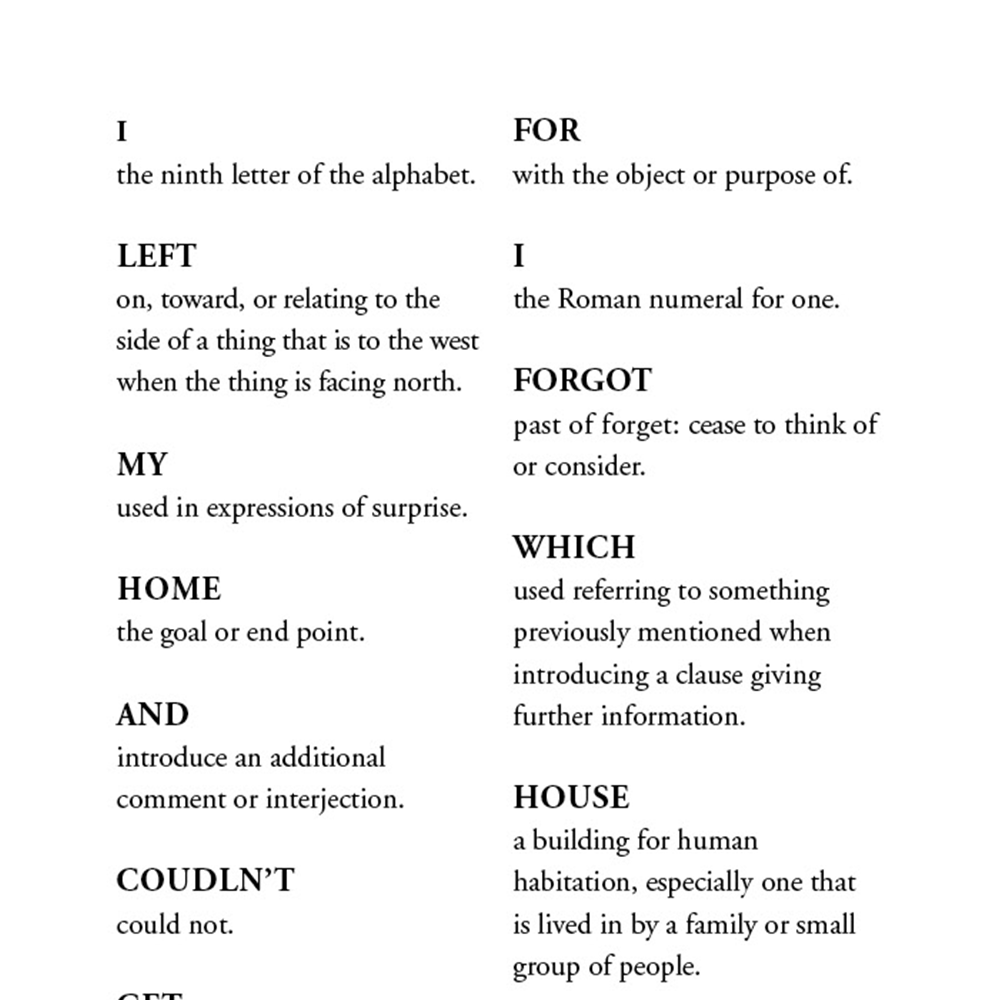 I
the ninth letter of the alphabet.
LEFT
on, toward, or relating to the
side of a thing that is to the west
when the thing is facing north.
MY
used in expressions of surprise.
HOME
the goal or end point.
AND
introduce an additional
comment or interjection.
COUDLN’T
could not.
GET
FOR
with the object or purpose of.
I
the Roman numeral for one.
FORGOT
past of forget: cease to think of
or consider.
WHICH
used referring to something
previously mentioned when
introducing a clause giving
further information.
HOUSE
a building for human
habitation, especially one that
is lived in by a family or small
group of people.